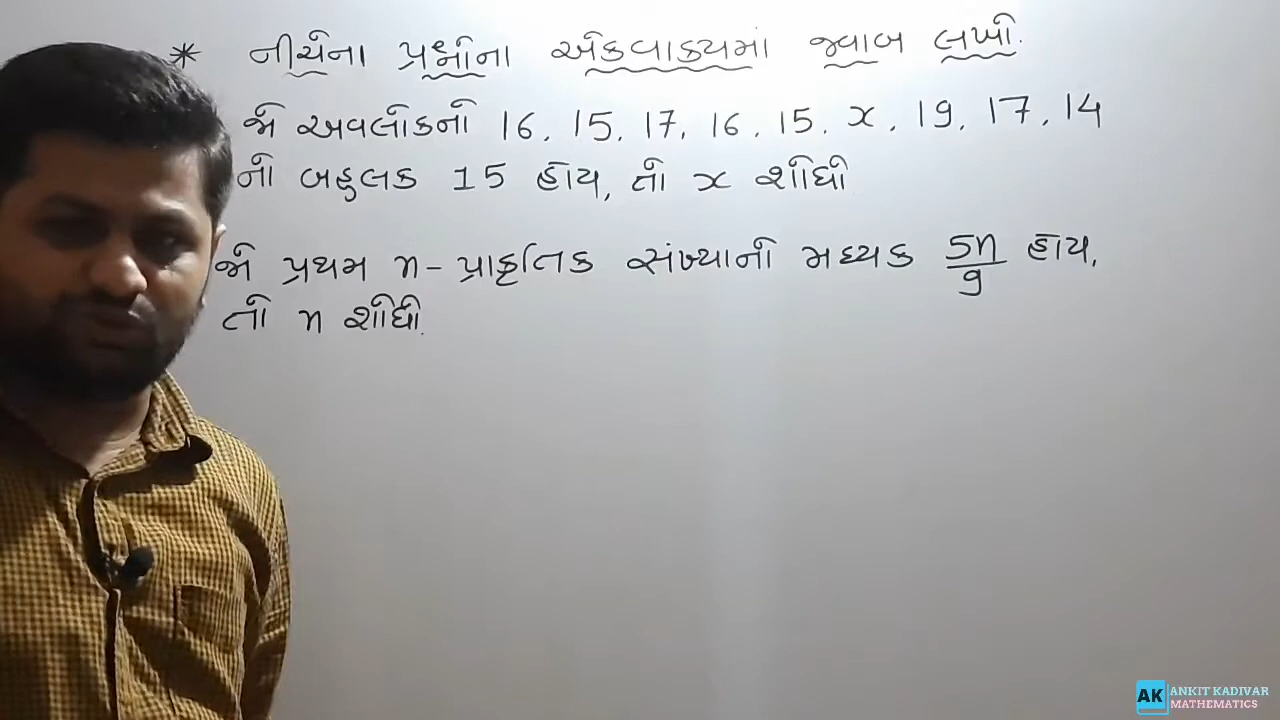 * નીચેના પ્રશ્નોના એકવાક્યમાં જવાબ લખો.
જો અવલોકનો 16, 15, 17, 16, 15, x, 19, 17, 14
નો બહુલક 15 હોય, તો x શોધો
જો પ્રથમ n - પ્રાકૃતિક સંખ્યાનો મધ્યક 5n/9 હોય,
તો n શોધો.
AK ANKIT KADIVAR
MATHEMATICS